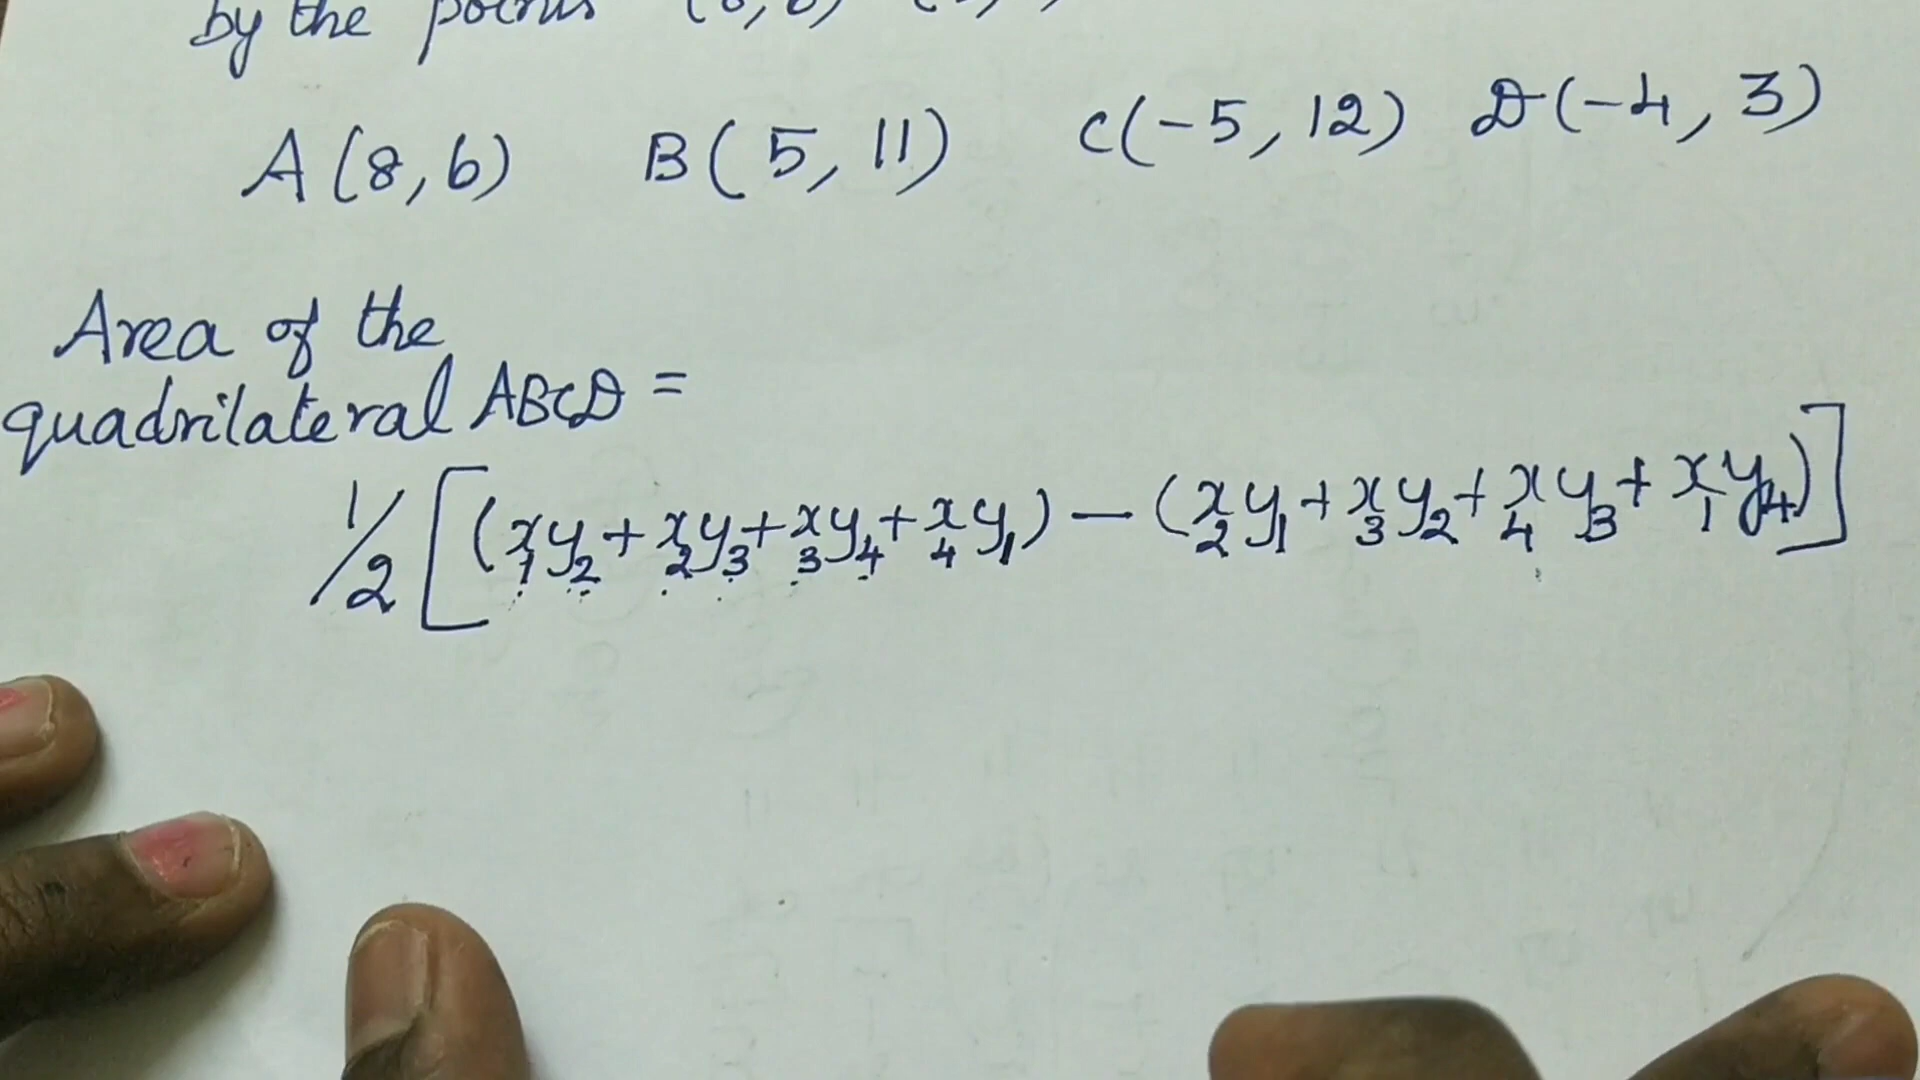 by the points
A(8,6) B(5,11) C(-5,12) D(-4,3)
Area of the
quadrilateral ABCD =
1/2 [(x₁y₂+x₂y₃+x₃y₄+x₄y₁)-(x₂y₁+x₃y₂+x₄y₃+x₁y₄)]